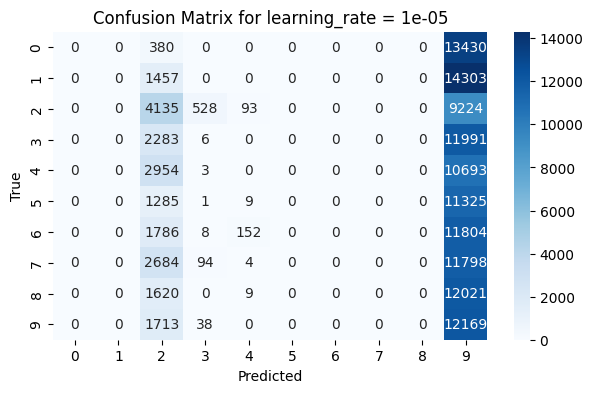 Confusion Matrix for learning_rate = 1e-05
0 0 0 380 0 0 0 0 0 0 13430
1 0 0 1457 0 0 0 0 0 0 14303
2 0 0 4135 528 93 0 0 0 0 9224
3 0 0 2283 6 0 0 0 0 0 11991
4 0 0 2954 3 0 0 0 0 0 10693
5 0 0 1285 1 9 0 0 0 0 11325
6 0 0 1786 8 152 0 0 0 0 11804
7 0 0 2684 94 4 0 0 0 0 11798
8 0 0 1620 0 9 0 0 0 0 12021
9 0 0 1713 38 0 0 0 0 0 12169
0 1 2 3 4 5 6 7 8 9
Predicted
True
14000
12000
10000
8000
6000
4000
2000
0